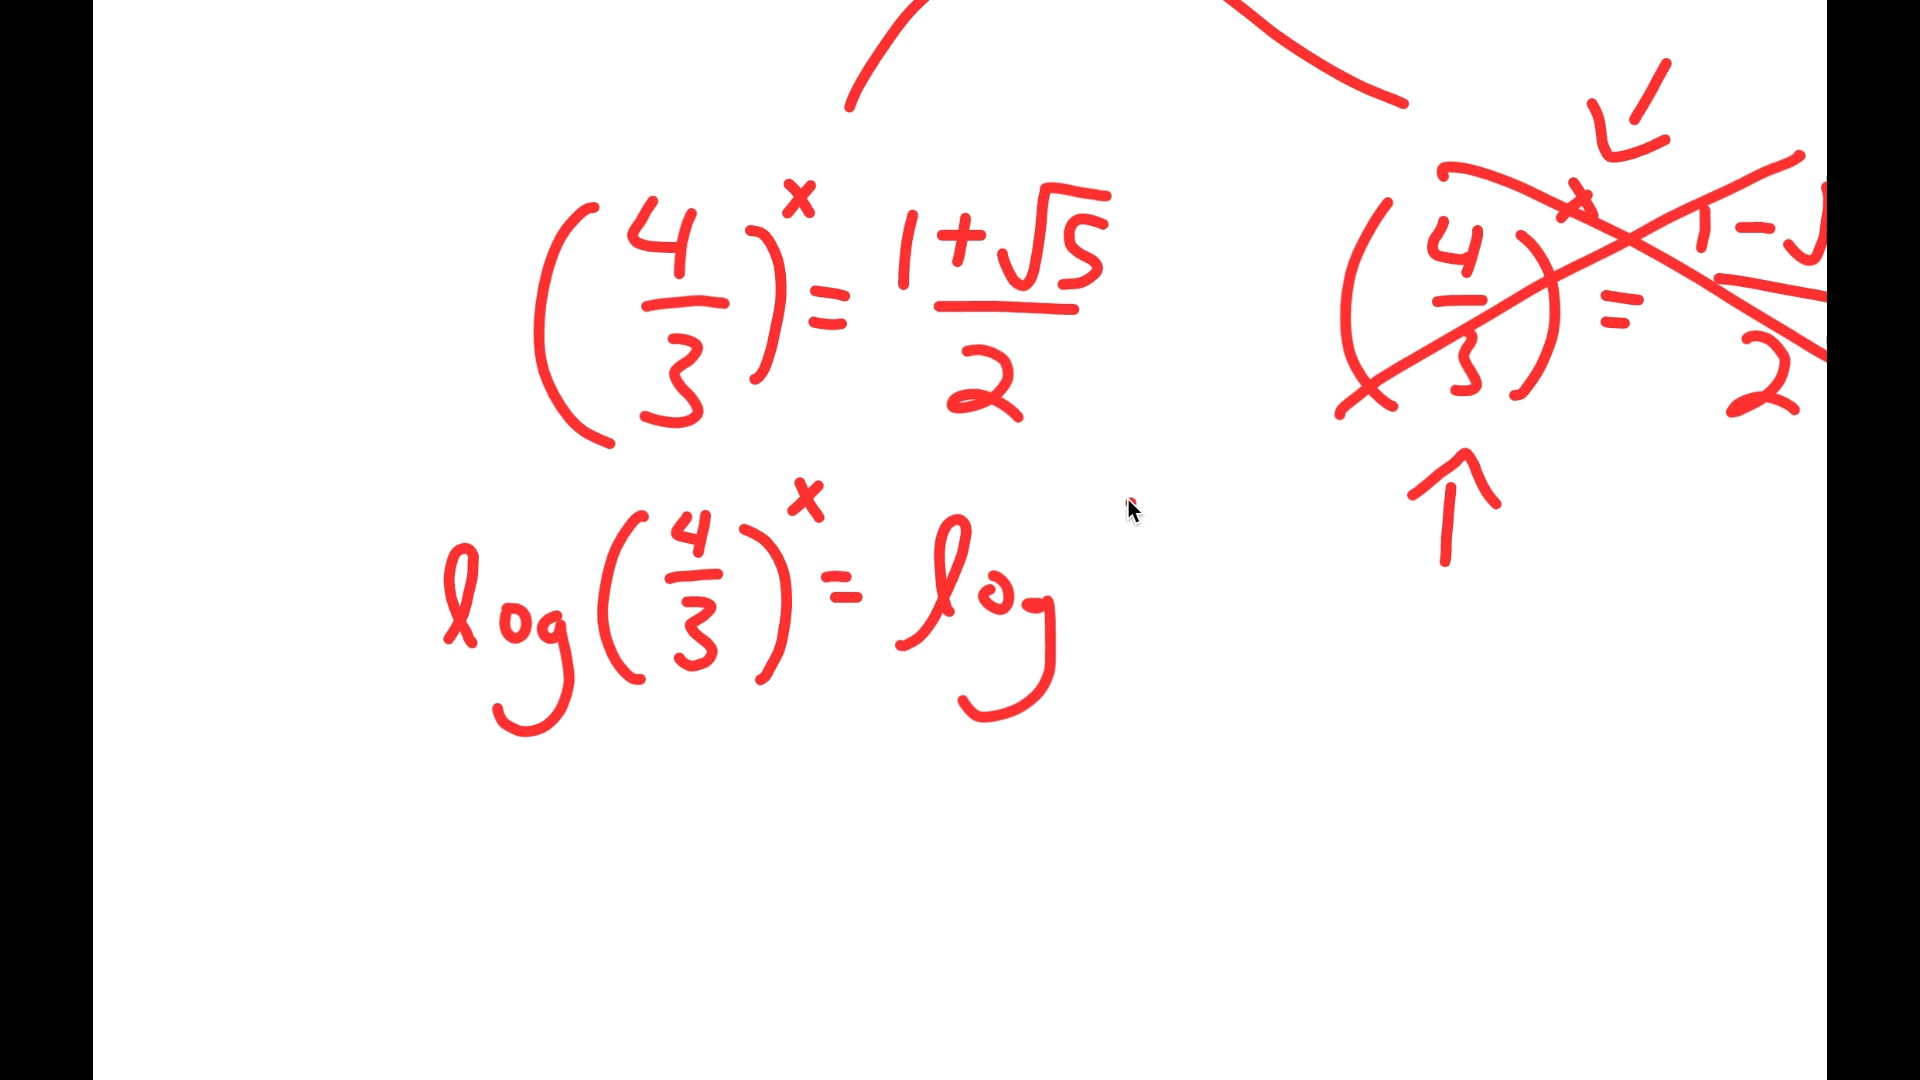 (4/3)^x = (1+√5)/2
(4/3)^x = (1-√)/2
log(4/3)^x = log